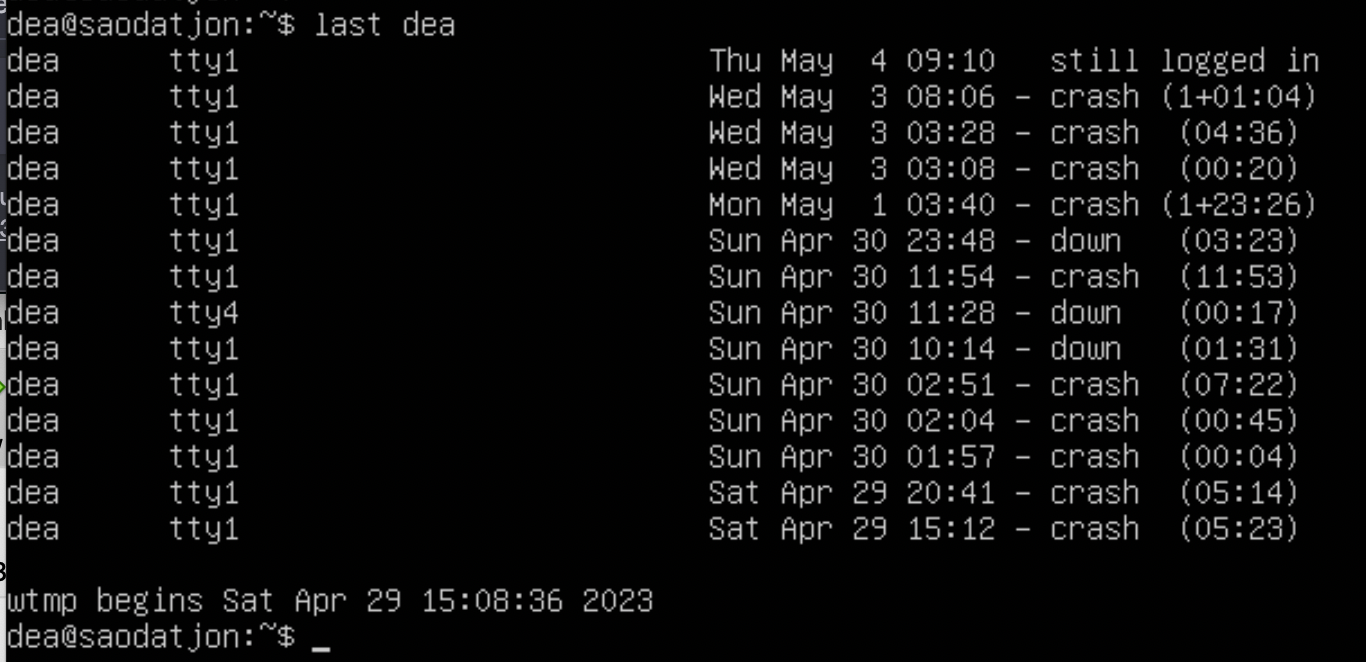 dea@saodatjon:~$ last dea
dea      tty1                          Thu May  4 09:10   still logged in
dea      tty1                          Wed May  3 08:06 - crash (1+01:04)
dea      tty1                          Wed May  3 03:28 - crash  (04:36)
dea      tty1                          Wed May  3 03:08 - crash  (00:20)
dea      tty1                          Mon May  1 03:40 - crash (1+23:26)
dea      tty1                          Sun Apr 30 23:48 - down   (03:23)
dea      tty1                          Sun Apr 30 11:54 - crash  (11:53)
dea      tty4                          Sun Apr 30 11:28 - down   (00:17)
dea      tty1                          Sun Apr 30 10:14 - down   (01:31)
dea      tty1                          Sun Apr 30 02:51 - crash  (07:22)
dea      tty1                          Sun Apr 30 02:04 - crash  (00:45)
dea      tty1                          Sun Apr 30 01:57 - crash  (00:04)
dea      tty1                          Sat Apr 29 20:41 - crash  (05:14)
dea      tty1                          Sat Apr 29 15:12 - crash  (05:23)
wtmp begins Sat Apr 29 15:08:36 2023
dea@saodatjon:~$ _